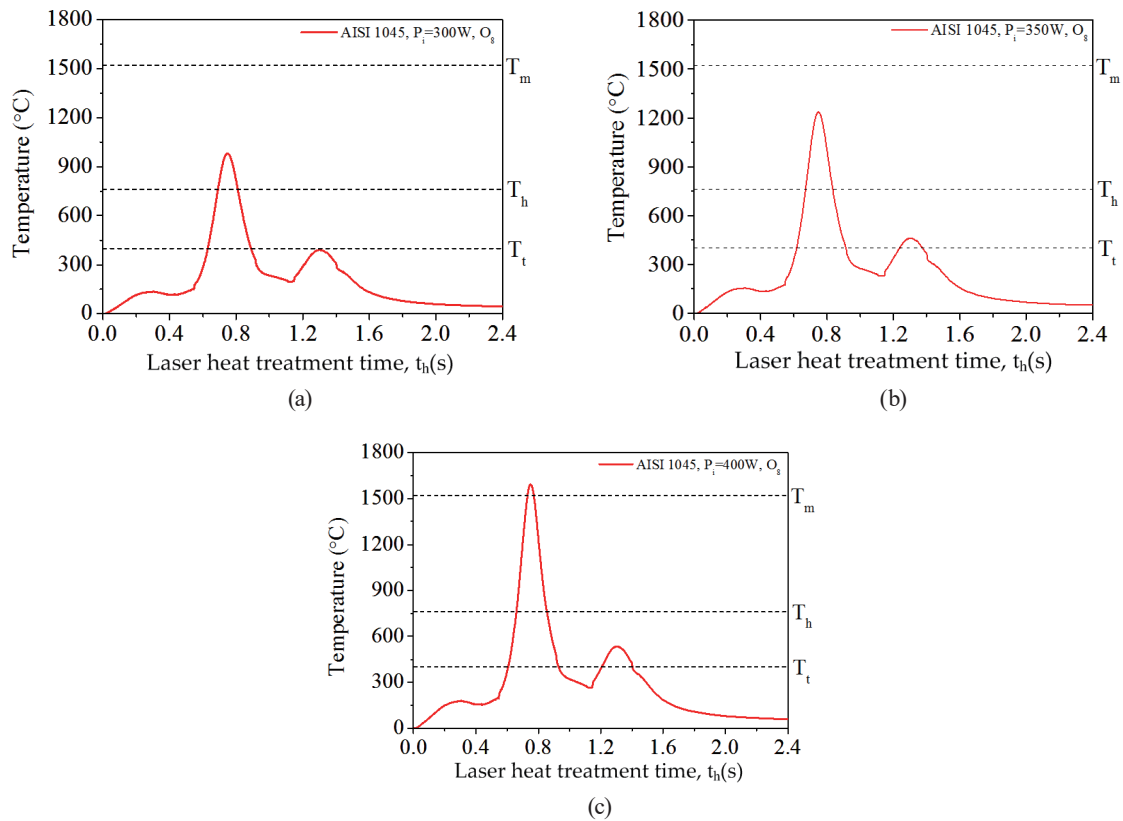 1800
1500
1200
900
600
300
0
Temperature (°C)
AISI 1045, Pᵢ=300W, O₈
Tₘ
Tₕ
Tₜ
0.0 0.4 0.8 1.2 1.6 2.0 2.4
Laser heat treatment time, tₕ(s)
(a)
1800
1500
1200
900
600
300
0
Temperature (°C)
AISI 1045, Pᵢ=350W, O₈
Tₘ
Tₕ
Tₜ
0.0 0.4 0.8 1.2 1.6 2.0 2.4
Laser heat treatment time, tₕ(s)
(b)
1800
1500
1200
900
600
300
0
Temperature (°C)
AISI 1045, Pᵢ=400W, O₈
Tₘ
Tₕ
Tₜ
0.0 0.4 0.8 1.2 1.6 2.0 2.4
Laser heat treatment time, tₕ(s)
(c)